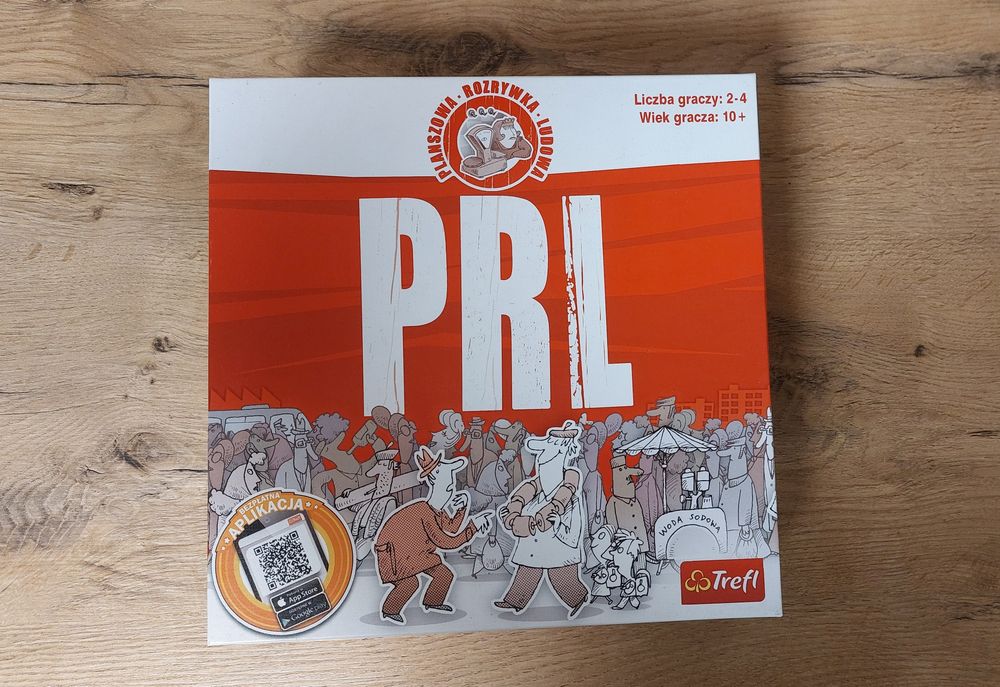 PLANSZOWA · ROZRYWKA · LUDOWA
Liczba graczy: 2-4
Wiek gracza: 10+
PRL
BEZPŁATNA
APLIKACJA
App Store
Google Play
WODA SODOWA
Trefl